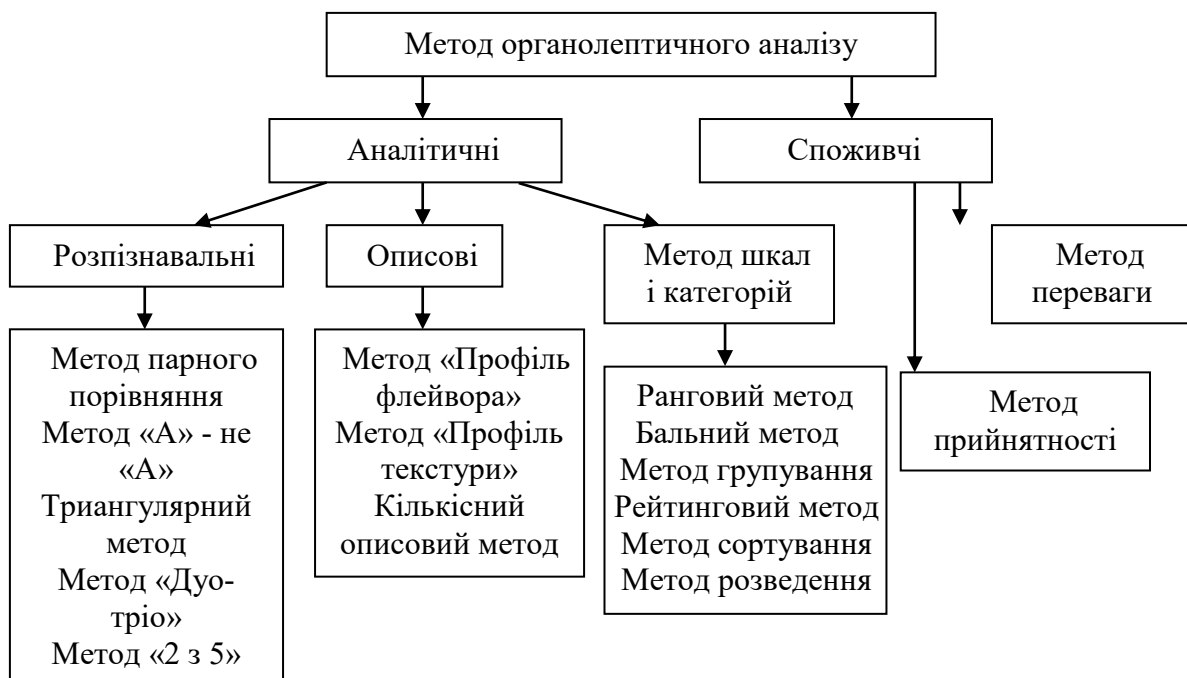 Метод органолептичного аналізу
Аналітичні
Споживчі
Розпізнавальні
Описові
Метод шкал
і категорій
Метод
переваги
Метод парного
порівняння
Метод «А» - не
«А»
Триангулярний
метод
Метод «Дуо-
тріо»
Метод «2 з 5»
Метод «Профіль
флейвора»
Метод «Профіль
текстури»
Кількісний
описовий метод
Ранговий метод
Бальний метод
Метод групування
Рейтинговий метод
Метод сортування
Метод розведення
Метод
прийнятності